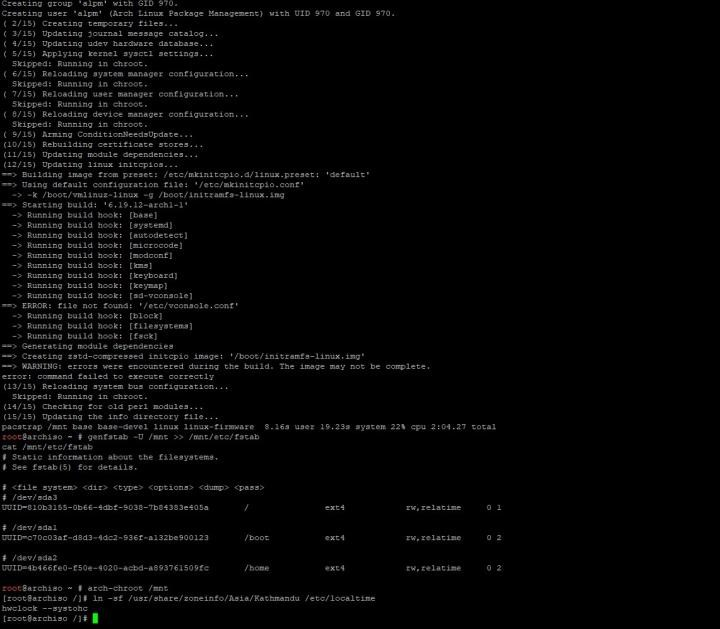 Creating group 'alpm' with GID 970.
Creating user 'alpm' (Arch Linux Package Management) with UID 970 and GID 970.
( 2/15) Creating temporary files...
( 3/15) Updating journal message catalog...
( 4/15) Updating udev hardware database...
( 5/15) Applying kernel sysctl settings...
  Skipped: Running in chroot.
( 6/15) Reloading system manager configuration...
  Skipped: Running in chroot.
( 7/15) Reloading user manager configuration...
  Skipped: Running in chroot.
( 8/15) Reloading device manager configuration...
  Skipped: Running in chroot.
( 9/15) Arming ConditionNeedsUpdate...
(10/15) Rebuilding certificate stores...
(11/15) Updating module dependencies...
(12/15) Updating linux initcpios...
==> Building image from preset: /etc/mkinitcpio.d/linux.preset: 'default'
==> Using default configuration file: '/etc/mkinitcpio.conf'
  -> -k /boot/vmlinuz-linux -g /boot/initramfs-linux.img
==> Starting build: '6.19.12-arch1-1'
  -> Running build hook: [base]
  -> Running build hook: [systemd]
  -> Running build hook: [autodetect]
  -> Running build hook: [microcode]
  -> Running build hook: [modconf]
  -> Running build hook: [kms]
  -> Running build hook: [keyboard]
  -> Running build hook: [keymap]
  -> Running build hook: [sd-vconsole]
==> ERROR: file not found: '/etc/vconsole.conf'
  -> Running build hook: [block]
  -> Running build hook: [filesystems]
  -> Running build hook: [fsck]
==> Generating module dependencies
==> Creating zstd-compressed initcpio image: '/boot/initramfs-linux.img'
==> WARNING: errors were encountered during the build. The image may not be complete.
error: command failed to execute correctly
(13/15) Reloading system bus configuration...
  Skipped: Running in chroot.
(14/15) Checking for old perl modules...
(15/15) Updating the info directory file...
pacstrap /mnt base base-devel linux linux-firmware  8.16s user 19.23s system 22% cpu 2:04.27 total
root@archiso ~ # genfstab -U /mnt >> /mnt/etc/fstab
cat /mnt/etc/fstab
# Static information about the filesystems.
# See fstab(5) for details.
# <file system> <dir> <type> <options> <dump> <pass>
# /dev/sda3
UUID=810b3155-0b66-4dbf-9038-7b84383e405a / ext4 rw,relatime 0 1
# /dev/sda1
UUID=c70c03af-d8d3-4dc2-936f-a132be900123 /boot ext4 rw,relatime 0 2
# /dev/sda2
UUID=4b466fe0-f50e-4020-acbd-a893761509fc /home ext4 rw,relatime 0 2
root@archiso ~ # arch-chroot /mnt
[root@archiso /]# ln -sf /usr/share/zoneinfo/Asia/Kathmandu /etc/localtime
hwclock --systohc
[root@archiso /]#